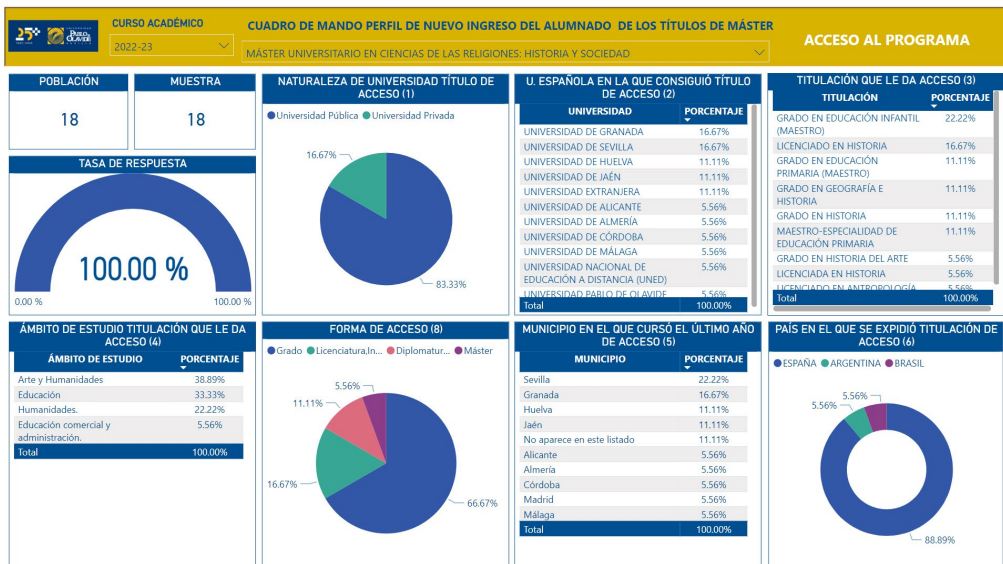 25º
CURSO ACADÉMICO
2022-23
CUADRO DE MANDO PERFIL DE NUEVO INGRESO DEL ALUMNADO DE LOS TÍTULOS DE MÁSTER
MÁSTER UNIVERSITARIO EN CIENCIAS DE LAS RELIGIONES: HISTORIA Y SOCIEDAD
ACCESO AL PROGRAMA
POBLACIÓN
18
MUESTRA
18
TASA DE RESPUESTA
100.00 %
0.00 %
100.00 %
NATURALEZA DE UNIVERSIDAD TÍTULO DE
ACCESO (1)
Universidad Pública Universidad Privada
16.67%
83.33%
U. ESPAÑOLA EN LA QUE CONSIGUIÓ TÍTULO
DE ACCESO (2)
UNIVERSIDAD PORCENTAJE
UNIVERSIDAD DE GRANADA 16.67%
UNIVERSIDAD DE SEVILLA 16.67%
UNIVERSIDAD DE HUELVA 11.11%
UNIVERSIDAD DE JAÉN 11.11%
UNIVERSIDAD EXTRANJERA 11.11%
UNIVERSIDAD DE ALICANTE 5.56%
UNIVERSIDAD DE ALMERÍA 5.56%
UNIVERSIDAD DE CÓRDOBA 5.56%
UNIVERSIDAD DE MÁLAGA 5.56%
UNIVERSIDAD NACIONAL DE 5.56%
EDUCACIÓN A DISTANCIA (UNED)
UNIVERSIDAD PABLO DE OLAVIDE 5.56%
Total 100.00%
TITULACIÓN QUE LE DA ACCESO (3)
TITULACIÓN PORCENTAJE
GRADO EN EDUCACIÓN INFANTIL 22.22%
(MAESTRO)
LICENCIADO EN HISTORIA 16.67%
GRADO EN EDUCACIÓN 11.11%
PRIMARIA (MAESTRO)
GRADO EN GEOGRAFÍA E 11.11%
HISTORIA
GRADO EN HISTORIA 11.11%
MAESTRO-ESPECIALIDAD DE 11.11%
EDUCACIÓN PRIMARIA
GRADO EN HISTORIA DEL ARTE 5.56%
LICENCIADA EN HISTORIA 5.56%
LICENCIADO EN ANTROPOLOGÍA 5.56%
Total 100.00%
ÁMBITO DE ESTUDIO TITULACIÓN QUE LE DA
ACCESO (4)
ÁMBITO DE ESTUDIO PORCENTAJE
Arte y Humanidades 38.89%
Educación 33.33%
Humanidades. 22.22%
Educación comercial y 5.56%
administración.
Total 100.00%
FORMA DE ACCESO (8)
Grado Licenciatura,In... Diplomatur... Máster
5.56%
11.11%
16.67%
66.67%
MUNICIPIO EN EL QUE CURSÓ EL ÚLTIMO AÑO
DE ACCESO (5)
MUNICIPIO PORCENTAJE
Sevilla 22.22%
Granada 16.67%
Huelva 11.11%
Jaén 11.11%
No aparece en este listado 11.11%
Alicante 5.56%
Almería 5.56%
Córdoba 5.56%
Madrid 5.56%
Málaga 5.56%
Total 100.00%
PAÍS EN EL QUE SE EXPIDIÓ TITULACIÓN DE
ACCESO (6)
ESPAÑA ARGENTINA BRASIL
5.56%
5.56%
88.89%